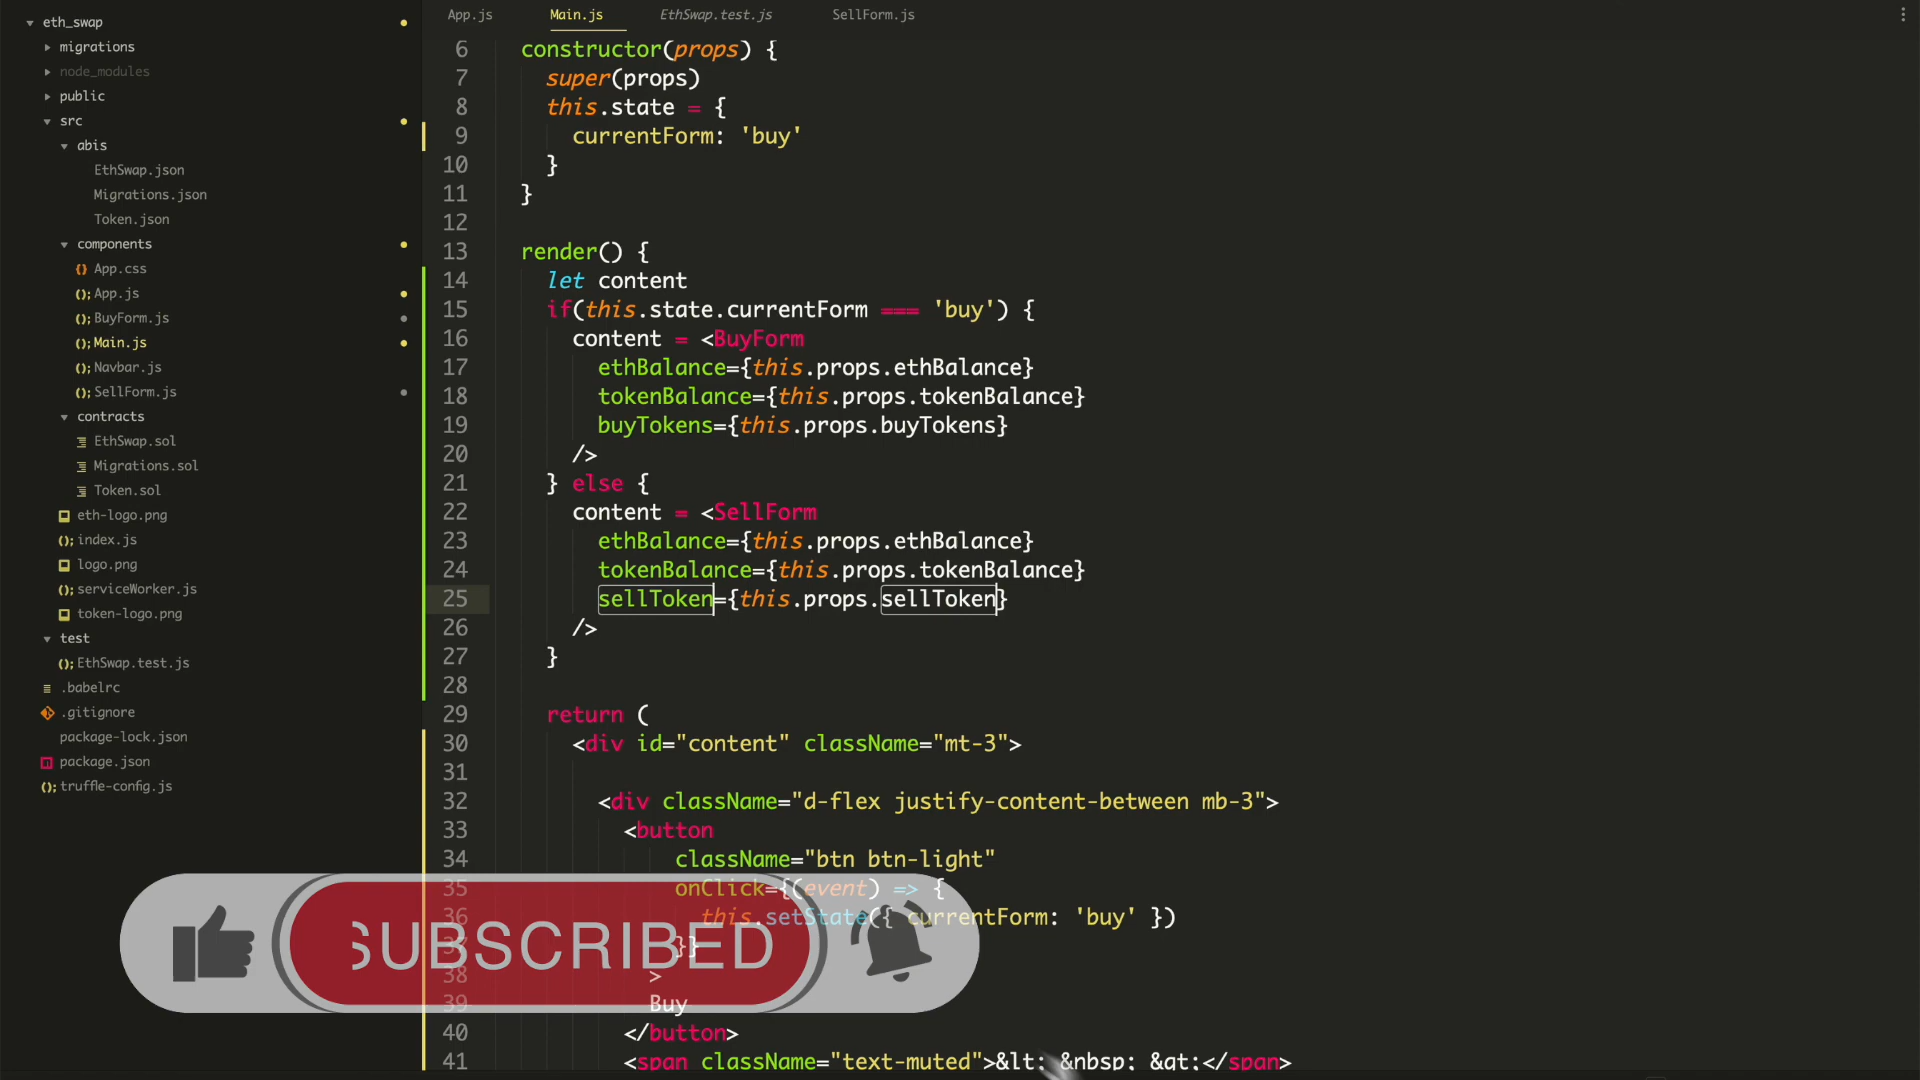 eth_swap
migrations
node_modules
public
src
abis
EthSwap.json
Migrations.json
Token.json
components
App.css
App.js
BuyForm.js
Main.js
Navbar.js
SellForm.js
contracts
EthSwap.sol
Migrations.sol
Token.sol
eth-logo.png
index.js
logo.png
serviceWorker.js
token-logo.png
test
EthSwap.test.js
.babelrc
.gitignore
package-lock.json
package.json
truffle-config.js
App.js Main.js EthSwap.test.js SellForm.js
6 constructor(props) {
7 super(props)
8 this.state = {
9 currentForm: 'buy'
10 }
11 }
12
13 render() {
14 let content
15 if(this.state.currentForm === 'buy') {
16 content = <BuyForm
17 ethBalance={this.props.ethBalance}
18 tokenBalance={this.props.tokenBalance}
19 buyTokens={this.props.buyTokens}
20 />
21 } else {
22 content = <SellForm
23 ethBalance={this.props.ethBalance}
24 tokenBalance={this.props.tokenBalance}
25 sellToken={this.props.sellToken}
26 />
27 }
28
29 return (
30 <div id="content" className="mt-3">
31
32 <div className="d-flex justify-content-between mb-3">
33 <button
34 className="btn btn-light"
35 onClick={(event) => {
36 this.setState({ currentForm: 'buy' })
37 }}
38 >
39 Buy
40 </button>
41 <span className="text-muted">&lt; &nbsp; &gt;</span>
SUBSCRIBED